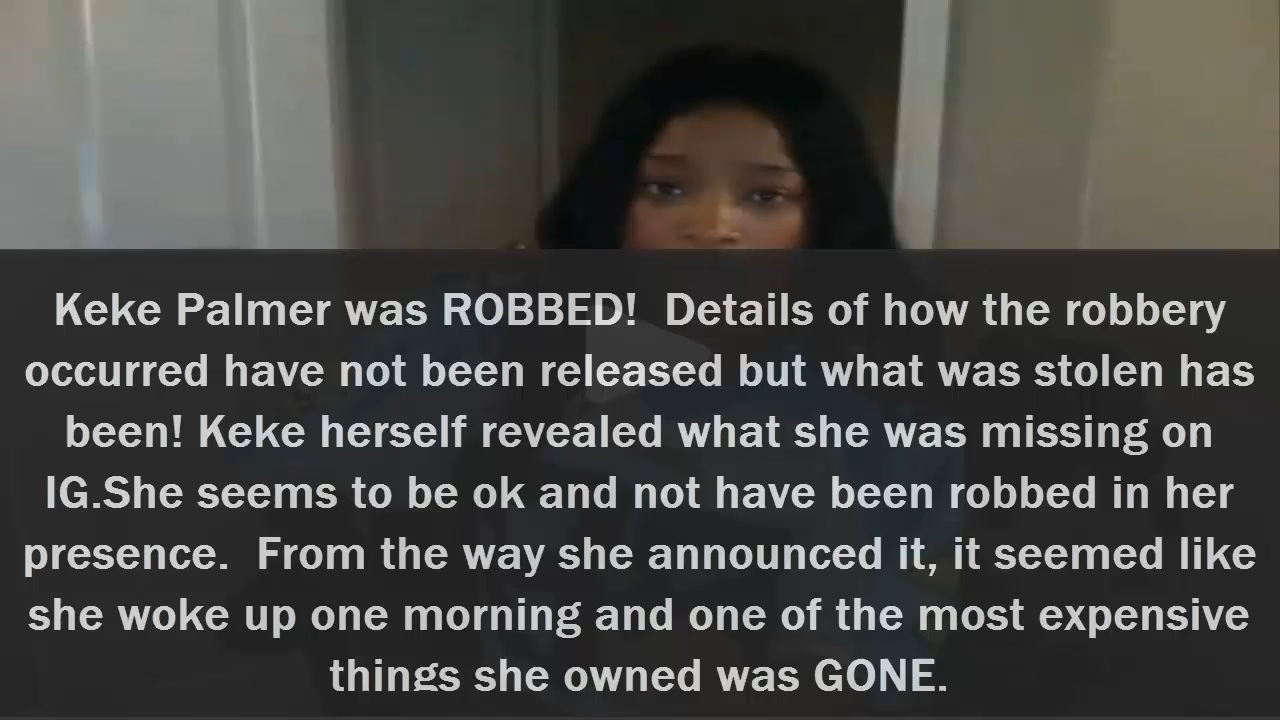 Keke Palmer was ROBBED!  Details of how the robbery
occurred have not been released but what was stolen has
been! Keke herself revealed what she was missing on
IG.She seems to be ok and not have been robbed in her
presence.  From the way she announced it, it seemed like
she woke up one morning and one of the most expensive
things she owned was GONE.